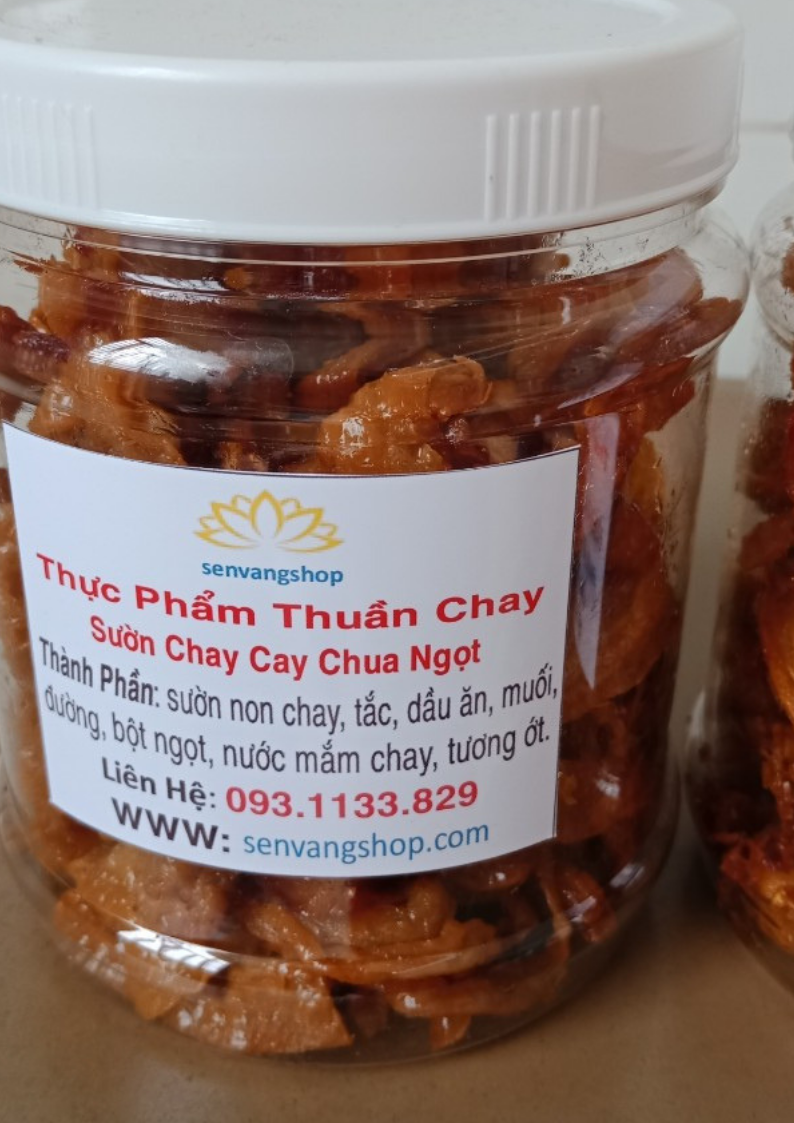 senvangshop
Thực Phẩm Thuần Chay
Sườn Chay Cay Chua Ngọt
Thành Phần: sườn non chay, tắc, dầu ăn, muối,
đường, bột ngọt, nước mắm chay, tương ớt.
Liên Hệ: 093.1133.829
WWW: senvangshop.com